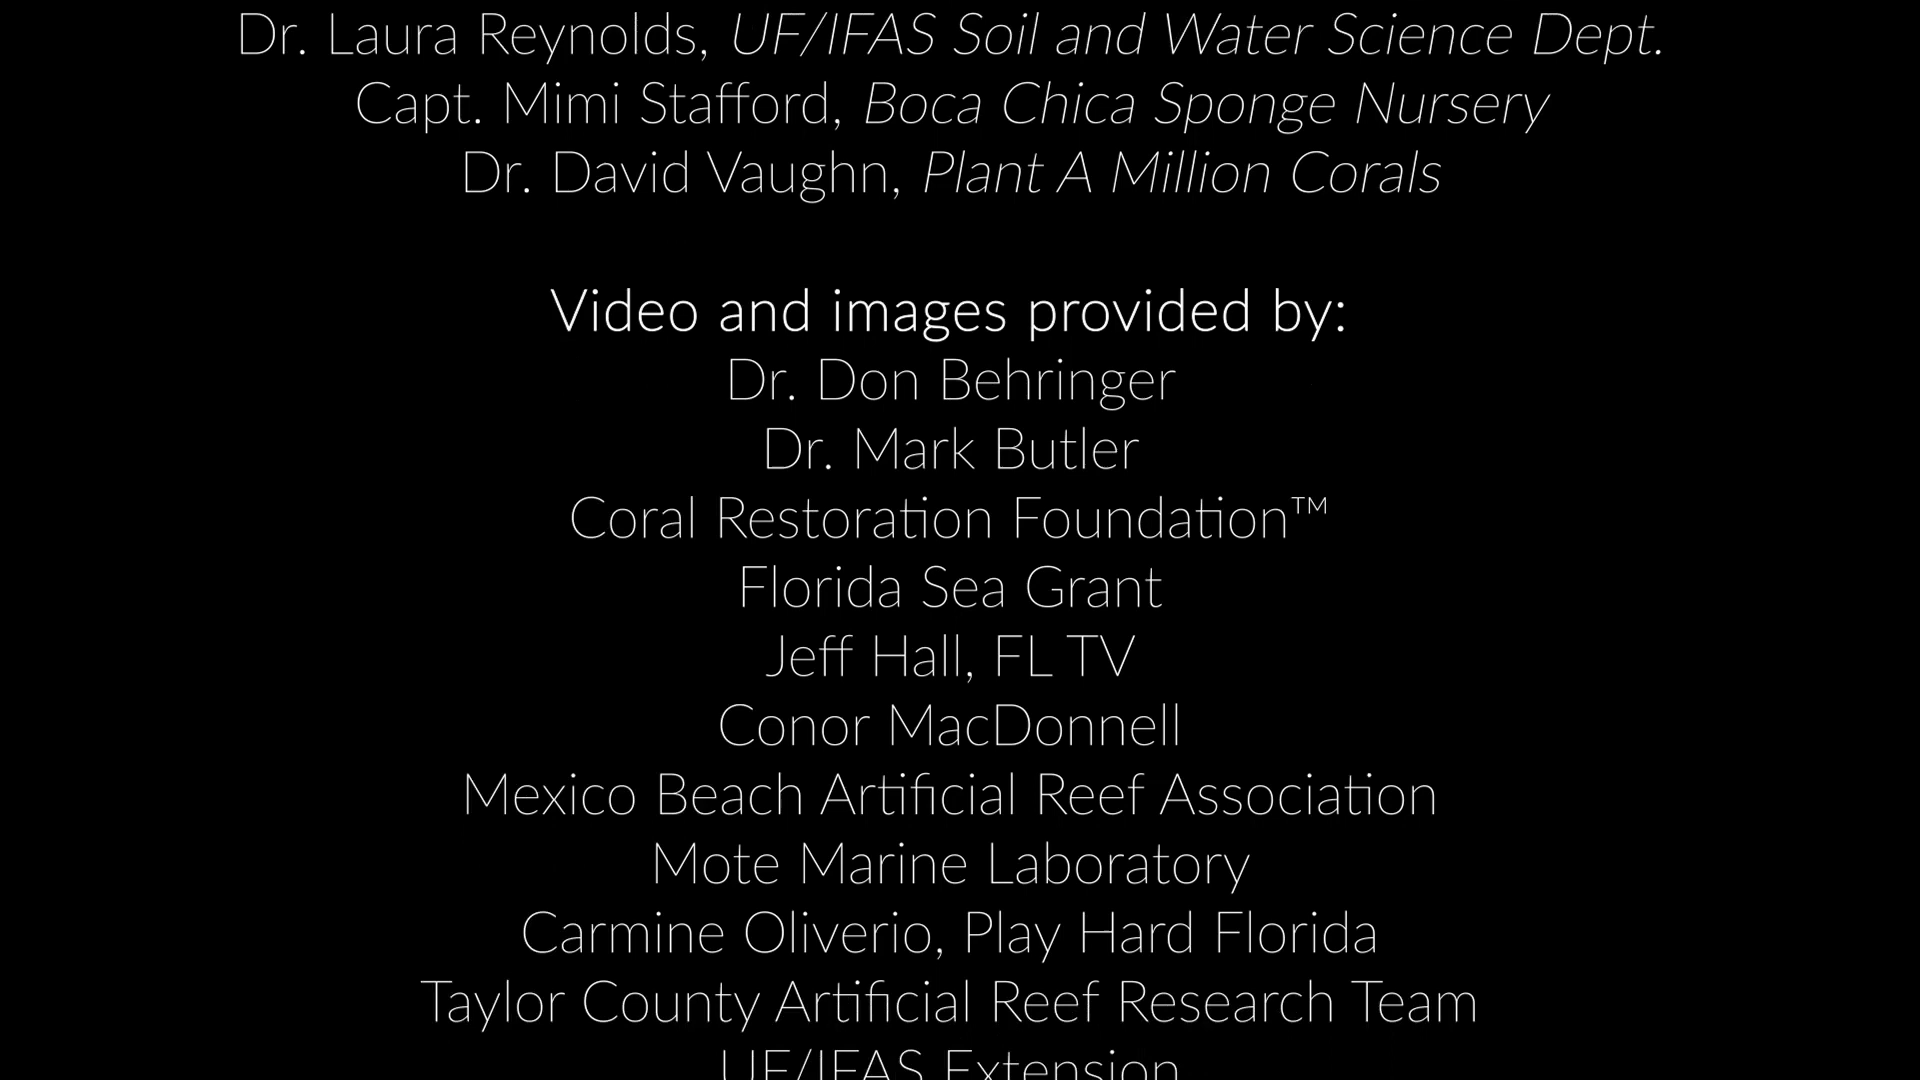 Dr. Laura Reynolds, UF/IFAS Soil and Water Science Dept.
Capt. Mimi Stafford, Boca Chica Sponge Nursery
Dr. David Vaughn, Plant A Million Corals
Video and images provided by:
Dr. Don Behringer
Dr. Mark Butler
Coral Restoration Foundation™
Florida Sea Grant
Jeff Hall, FL TV
Conor MacDonnell
Mexico Beach Artificial Reef Association
Mote Marine Laboratory
Carmine Oliverio, Play Hard Florida
Taylor County Artificial Reef Research Team
UF/IFAS Extension